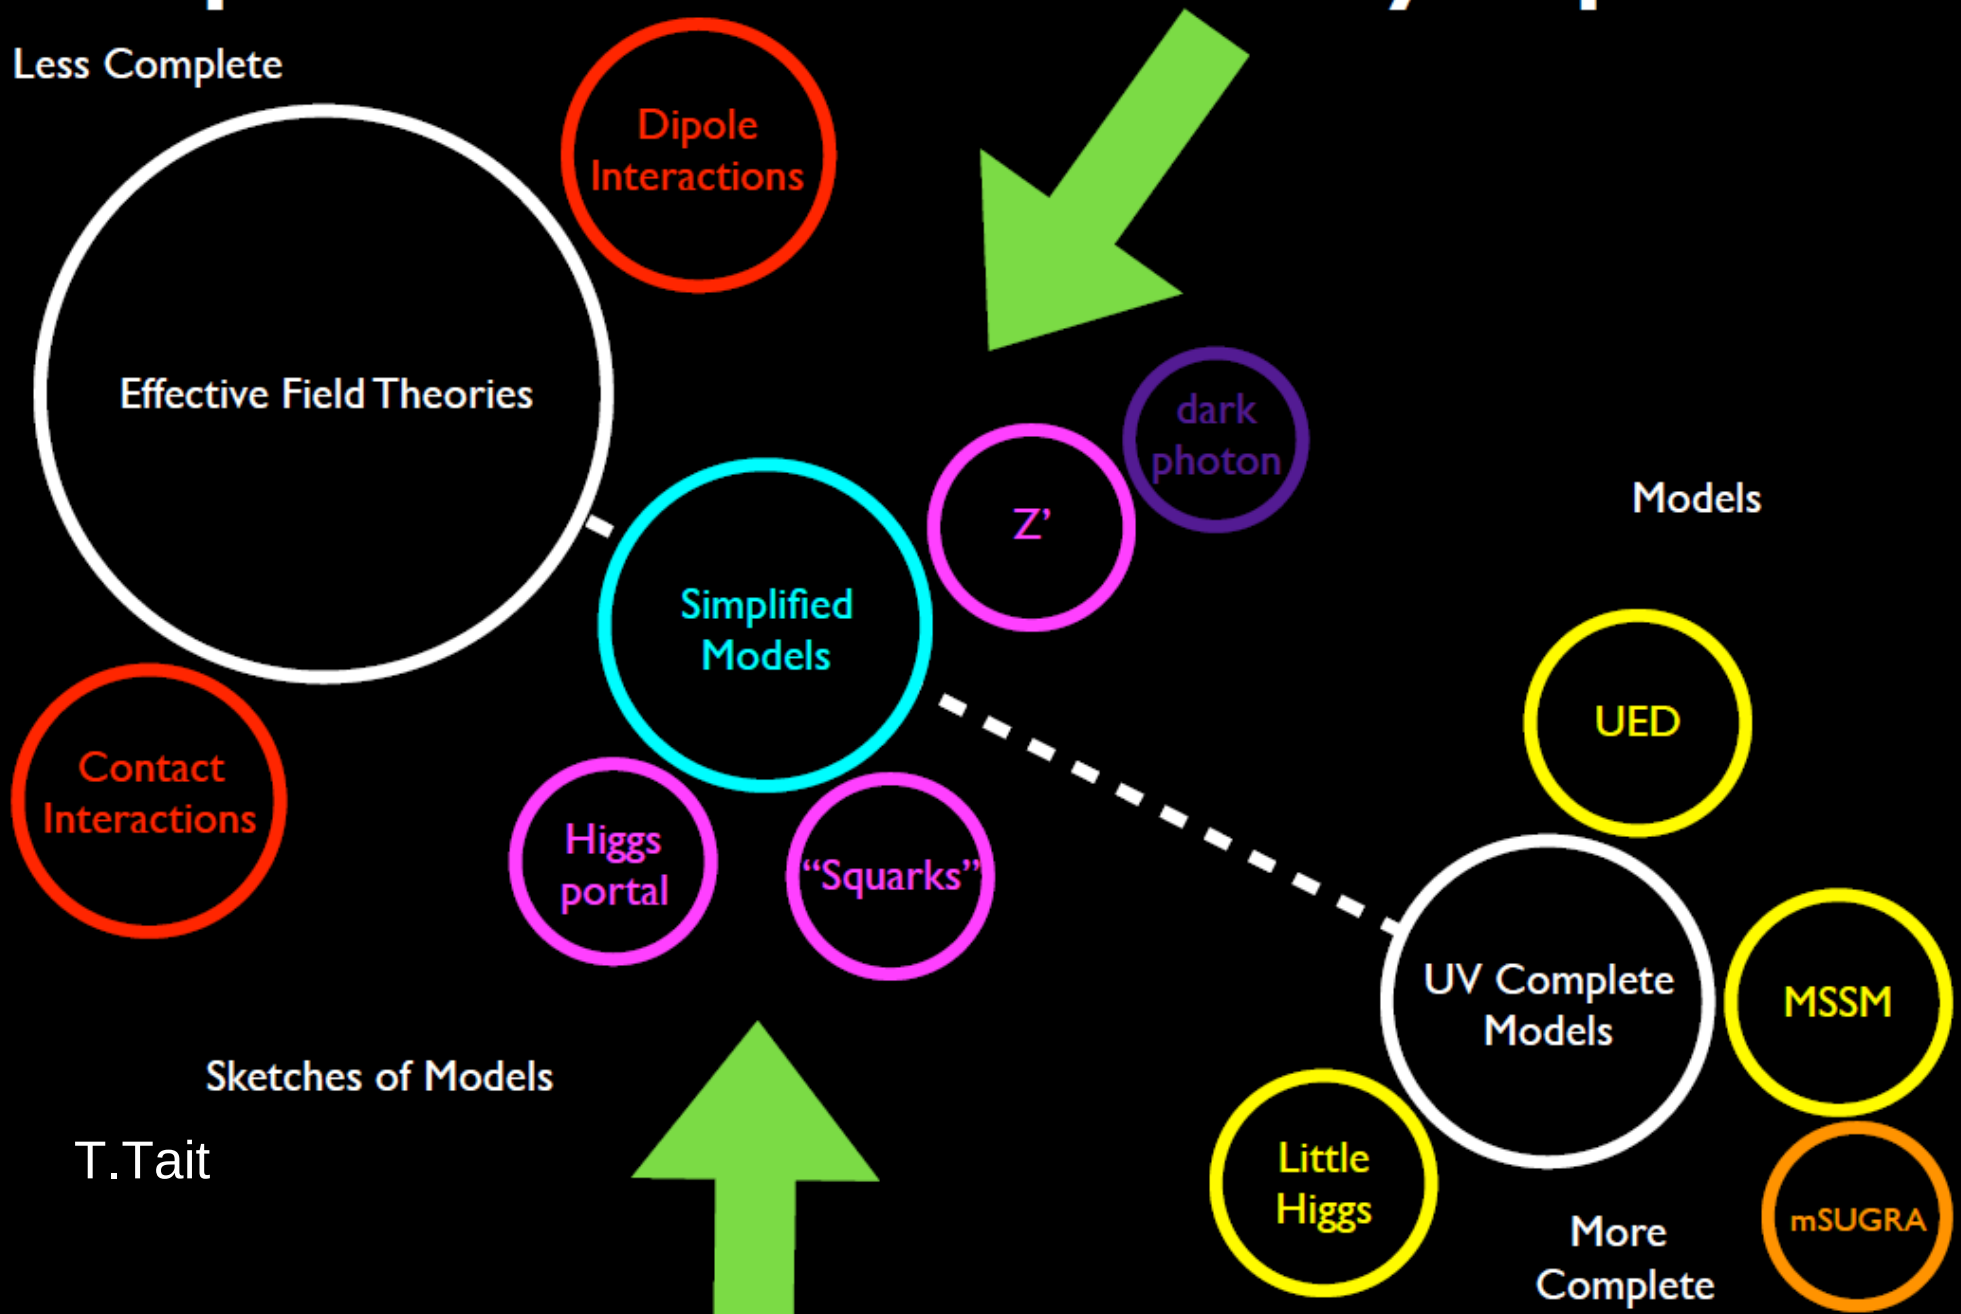 Less Complete
Dipole
Interactions
Effective Field Theories
dark
photon
Z’
Models
Simplified
Models
UED
Contact
Interactions
Higgs
portal
“Squarks”
UV Complete
Models
MSSM
Sketches of Models
T.Tait
Little
Higgs
More
Complete
mSUGRA